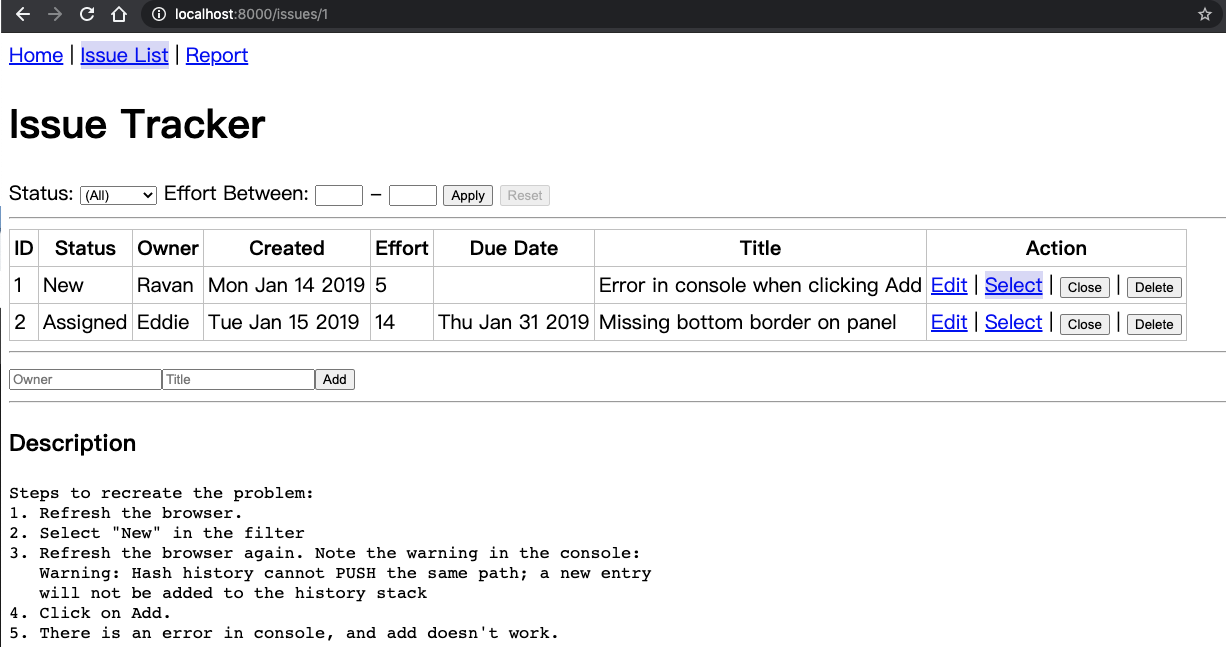 localhost:8000/issues/1
Home | Issue List | Report
Issue Tracker
Status: (All) Effort Between: – Apply Reset
ID Status Owner Created Effort Due Date Title Action
1 New Ravan Mon Jan 14 2019 5 Error in console when clicking Add Edit | Select | Close | Delete
2 Assigned Eddie Tue Jan 15 2019 14 Thu Jan 31 2019 Missing bottom border on panel Edit | Select | Close | Delete
Owner Title Add
Description
Steps to recreate the problem:
1. Refresh the browser.
2. Select "New" in the filter
3. Refresh the browser again. Note the warning in the console:
Warning: Hash history cannot PUSH the same path; a new entry
will not be added to the history stack
4. Click on Add.
5. There is an error in console, and add doesn't work.